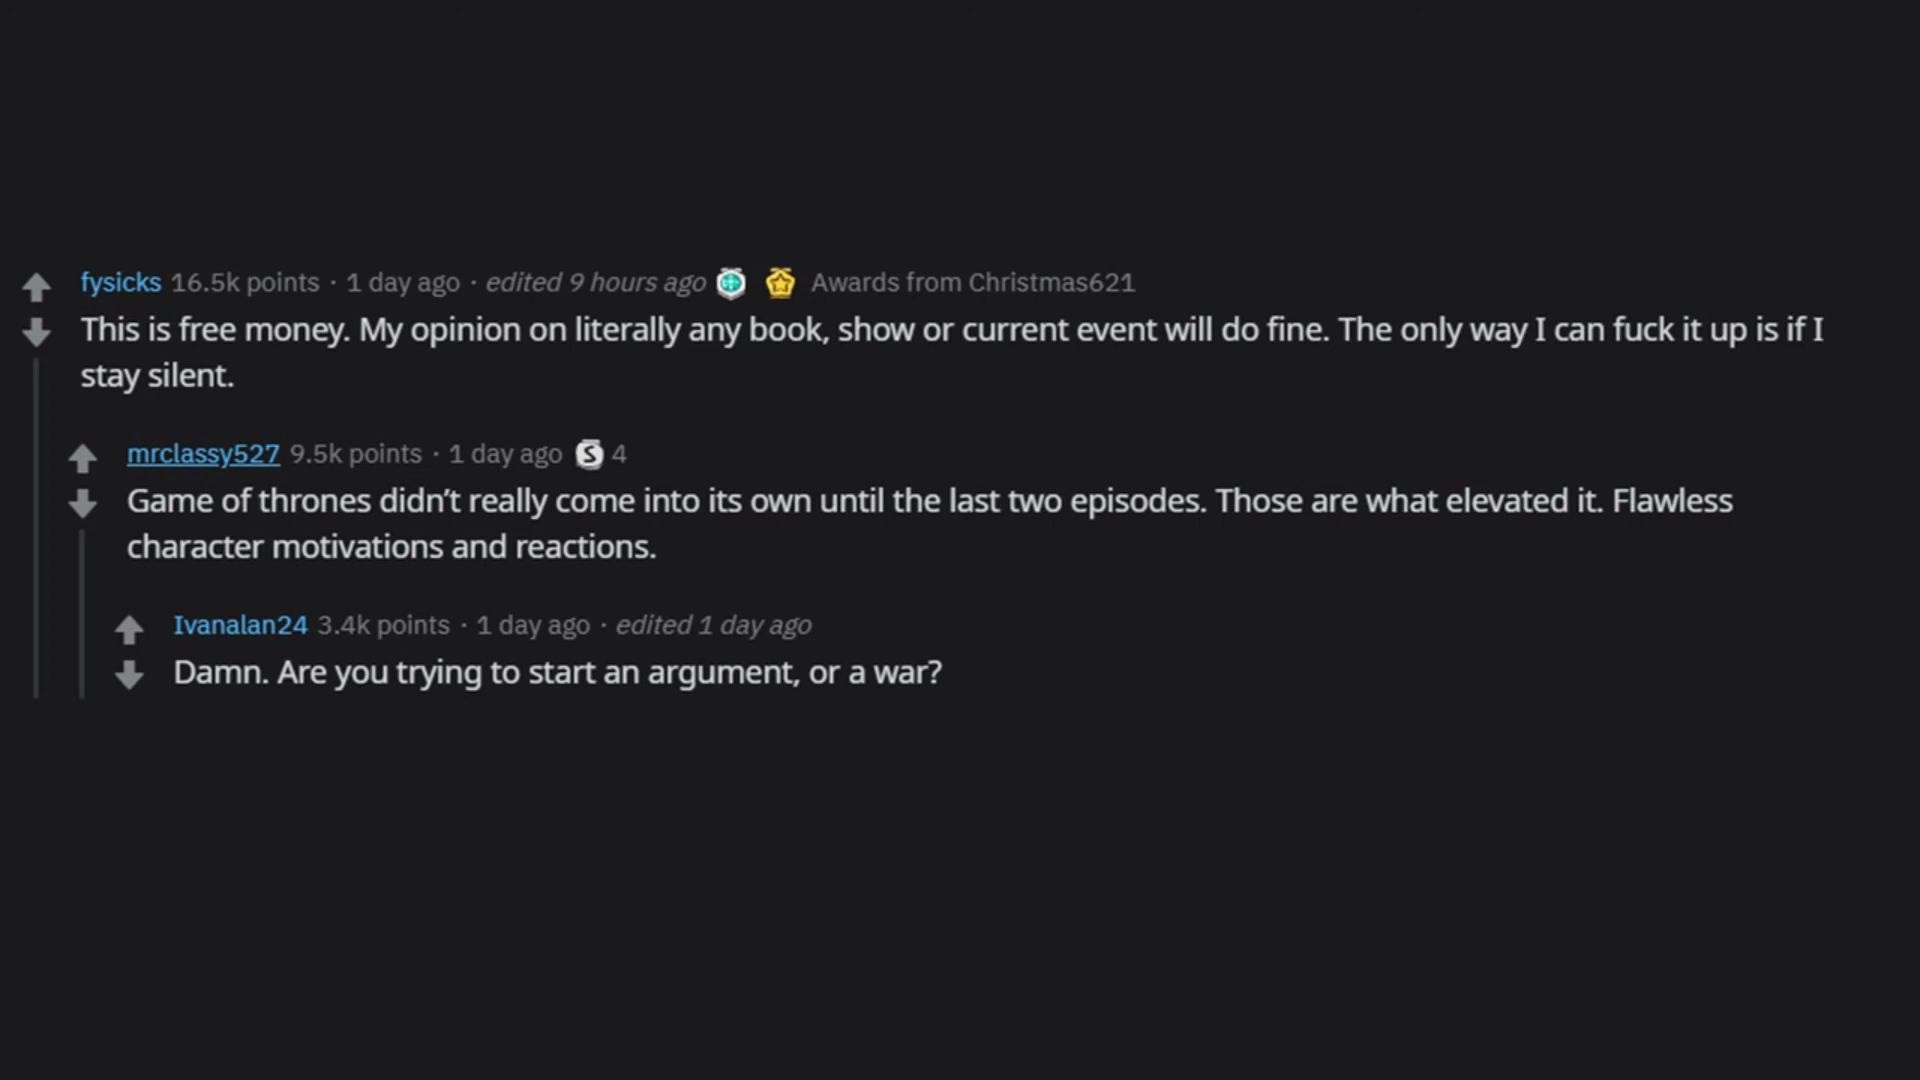 fysicks 16.5k points · 1 day ago · edited 9 hours ago Awards from Christmas621
This is free money. My opinion on literally any book, show or current event will do fine. The only way I can fuck it up is if I
stay silent.
mrclassy527 9.5k points · 1 day ago S 4
Game of thrones didn't really come into its own until the last two episodes. Those are what elevated it. Flawless
character motivations and reactions.
Ivanalan24 3.4k points · 1 day ago · edited 1 day ago
Damn. Are you trying to start an argument, or a war?